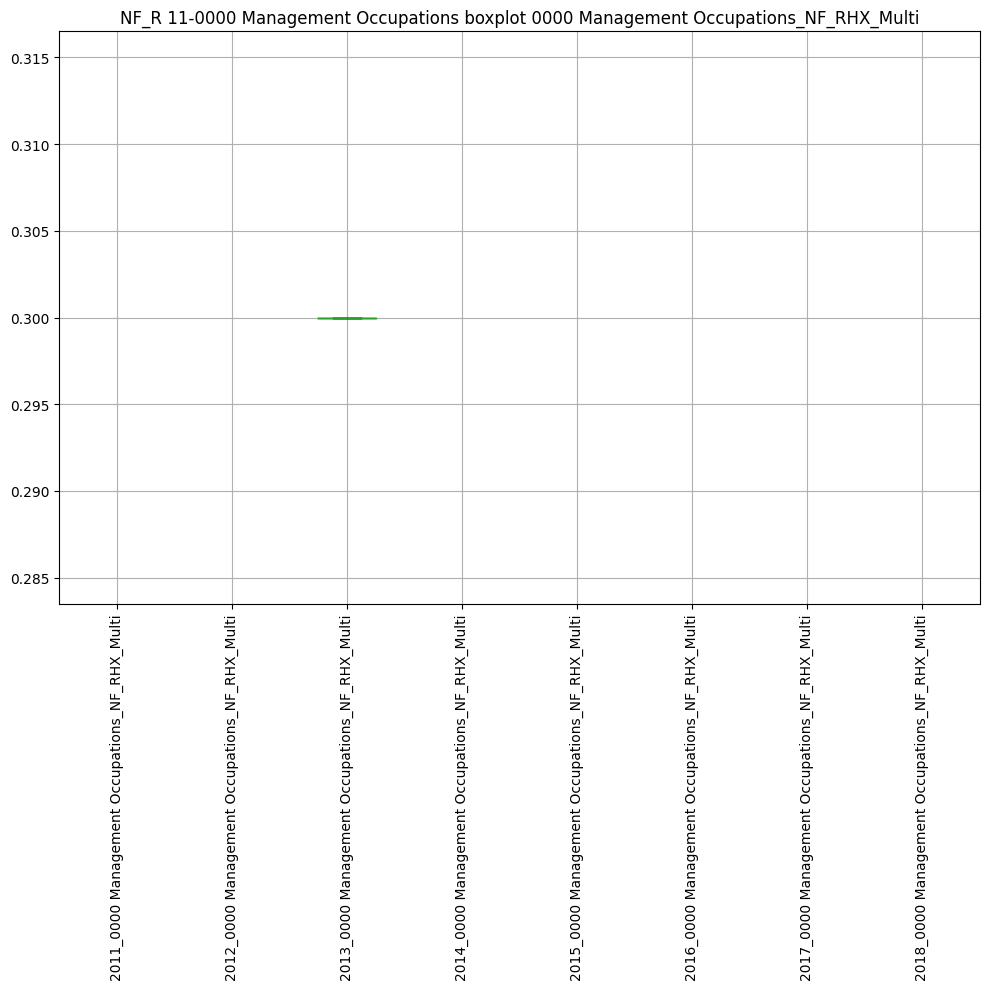 NF_R 11-0000 Management Occupations boxplot 0000 Management Occupations_NF_RHX_Multi
0.315
0.310
0.305
0.300
0.295
0.290
0.285
2011_0000 Management Occupations_NF_RHX_Multi
2012_0000 Management Occupations_NF_RHX_Multi
2013_0000 Management Occupations_NF_RHX_Multi
2014_0000 Management Occupations_NF_RHX_Multi
2015_0000 Management Occupations_NF_RHX_Multi
2016_0000 Management Occupations_NF_RHX_Multi
2017_0000 Management Occupations_NF_RHX_Multi
2018_0000 Management Occupations_NF_RHX_Multi